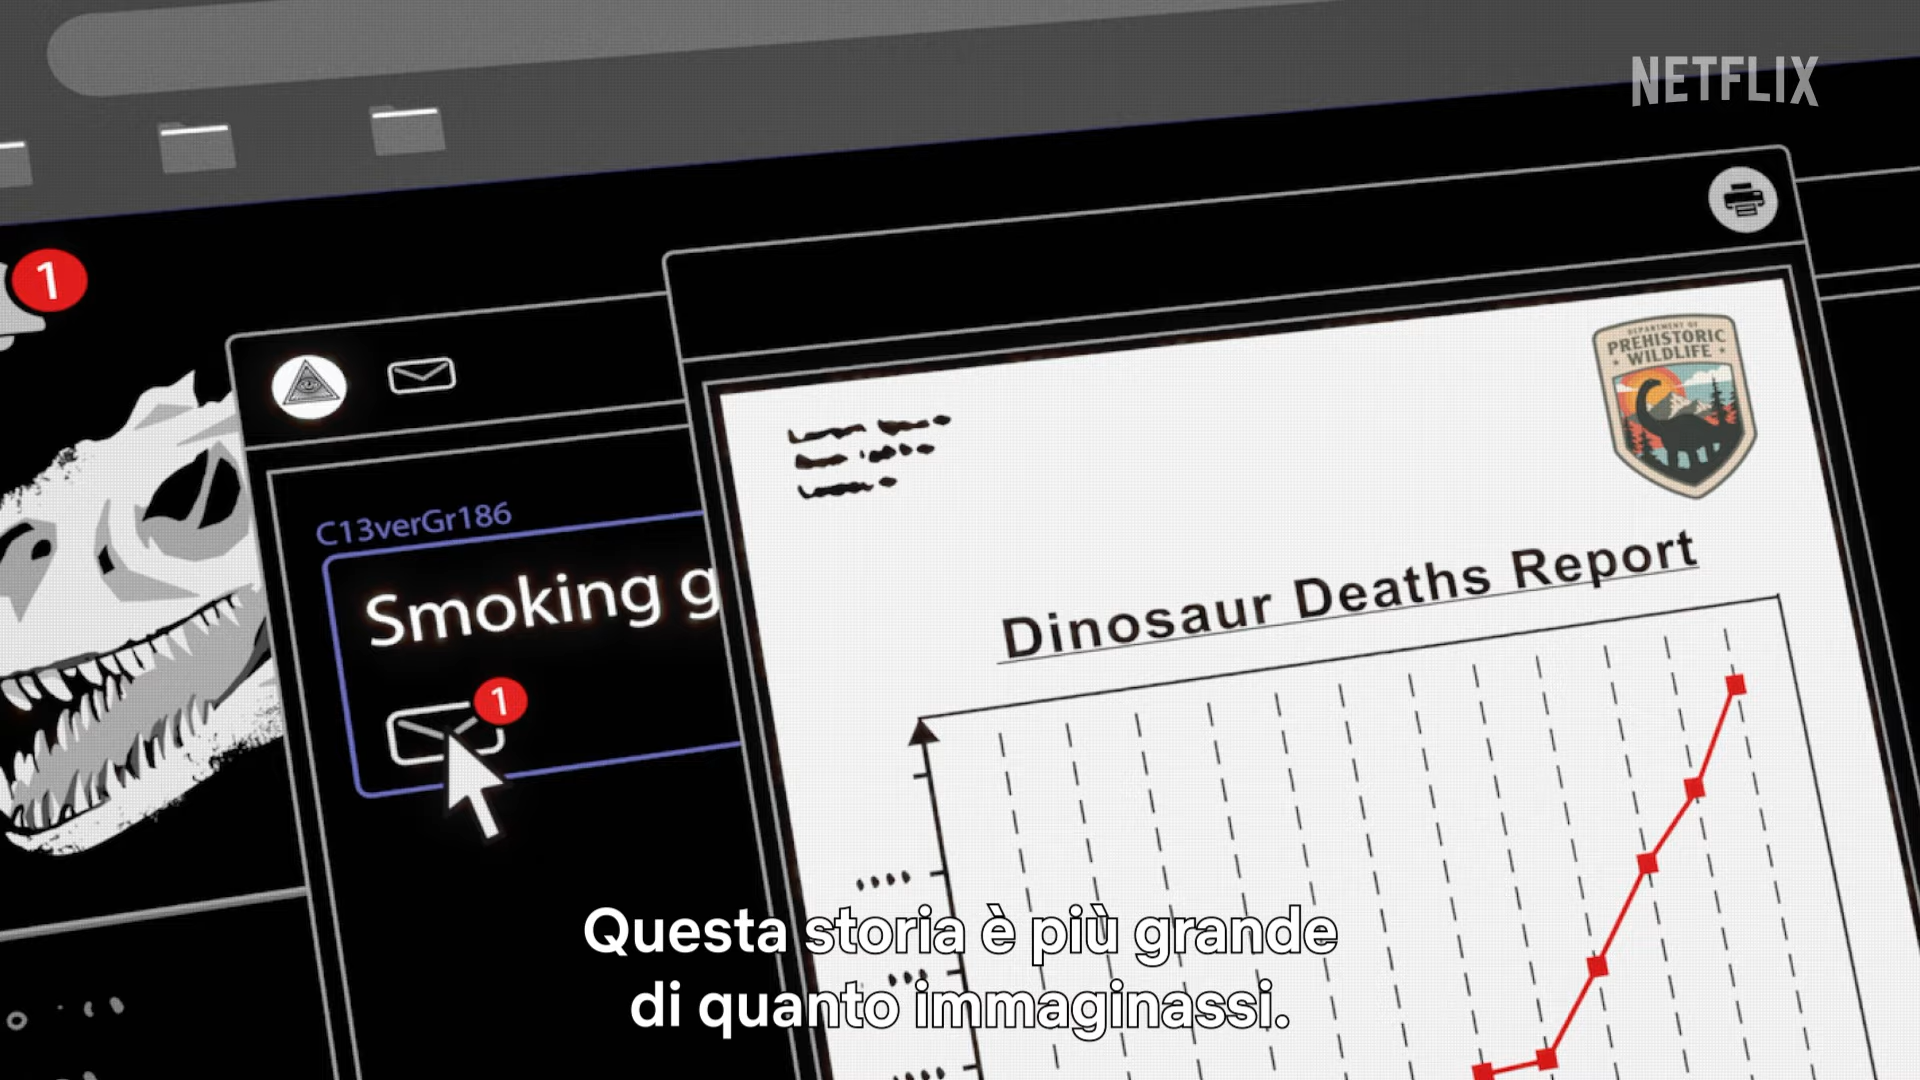 NETFLIX
1
DEPARTMENT OF
PREHISTORIC
WILDLIFE
C13verGr186
Smoking g
1
Dinosaur Deaths Report
Questa storia è più grande
di quanto immaginassi.